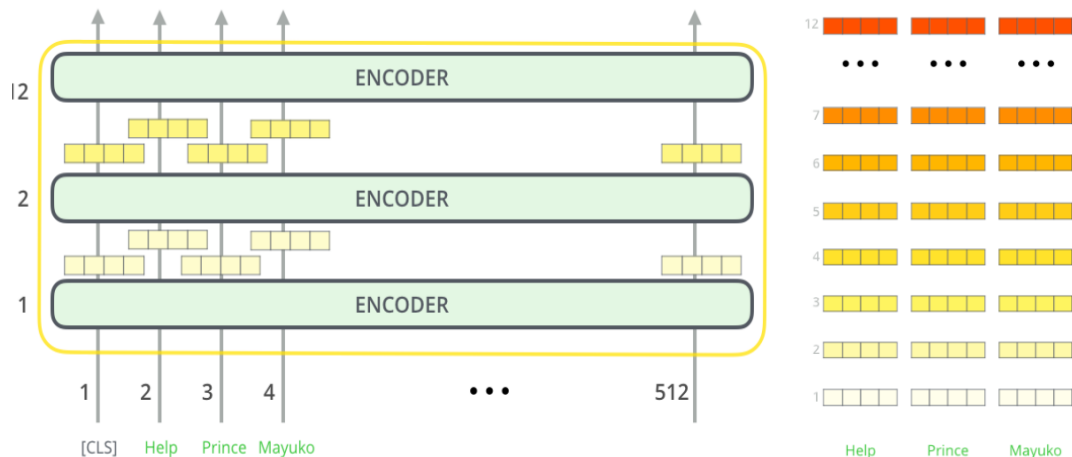 12 ENCODER
2 ENCODER
1 ENCODER
1 2 3 4 ••• 512
[CLS] Help Prince Mayuko
12
••• ••• •••
7
6
5
4
3
2
1
Help Prince Mayuko